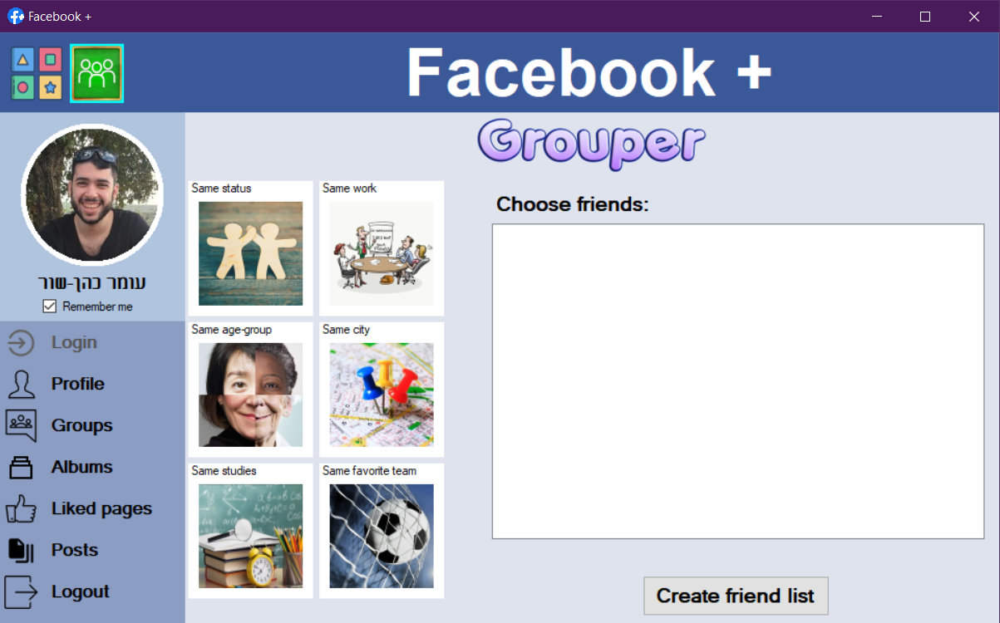 Facebook +
Facebook +
עומר כהן-שור
Remember me
Login
Profile
Groups
Albums
Liked pages
Posts
Logout
Grouper
Same status
Same work
Same age-group
Same city
Same studies
Same favorite team
Choose friends:
Create friend list